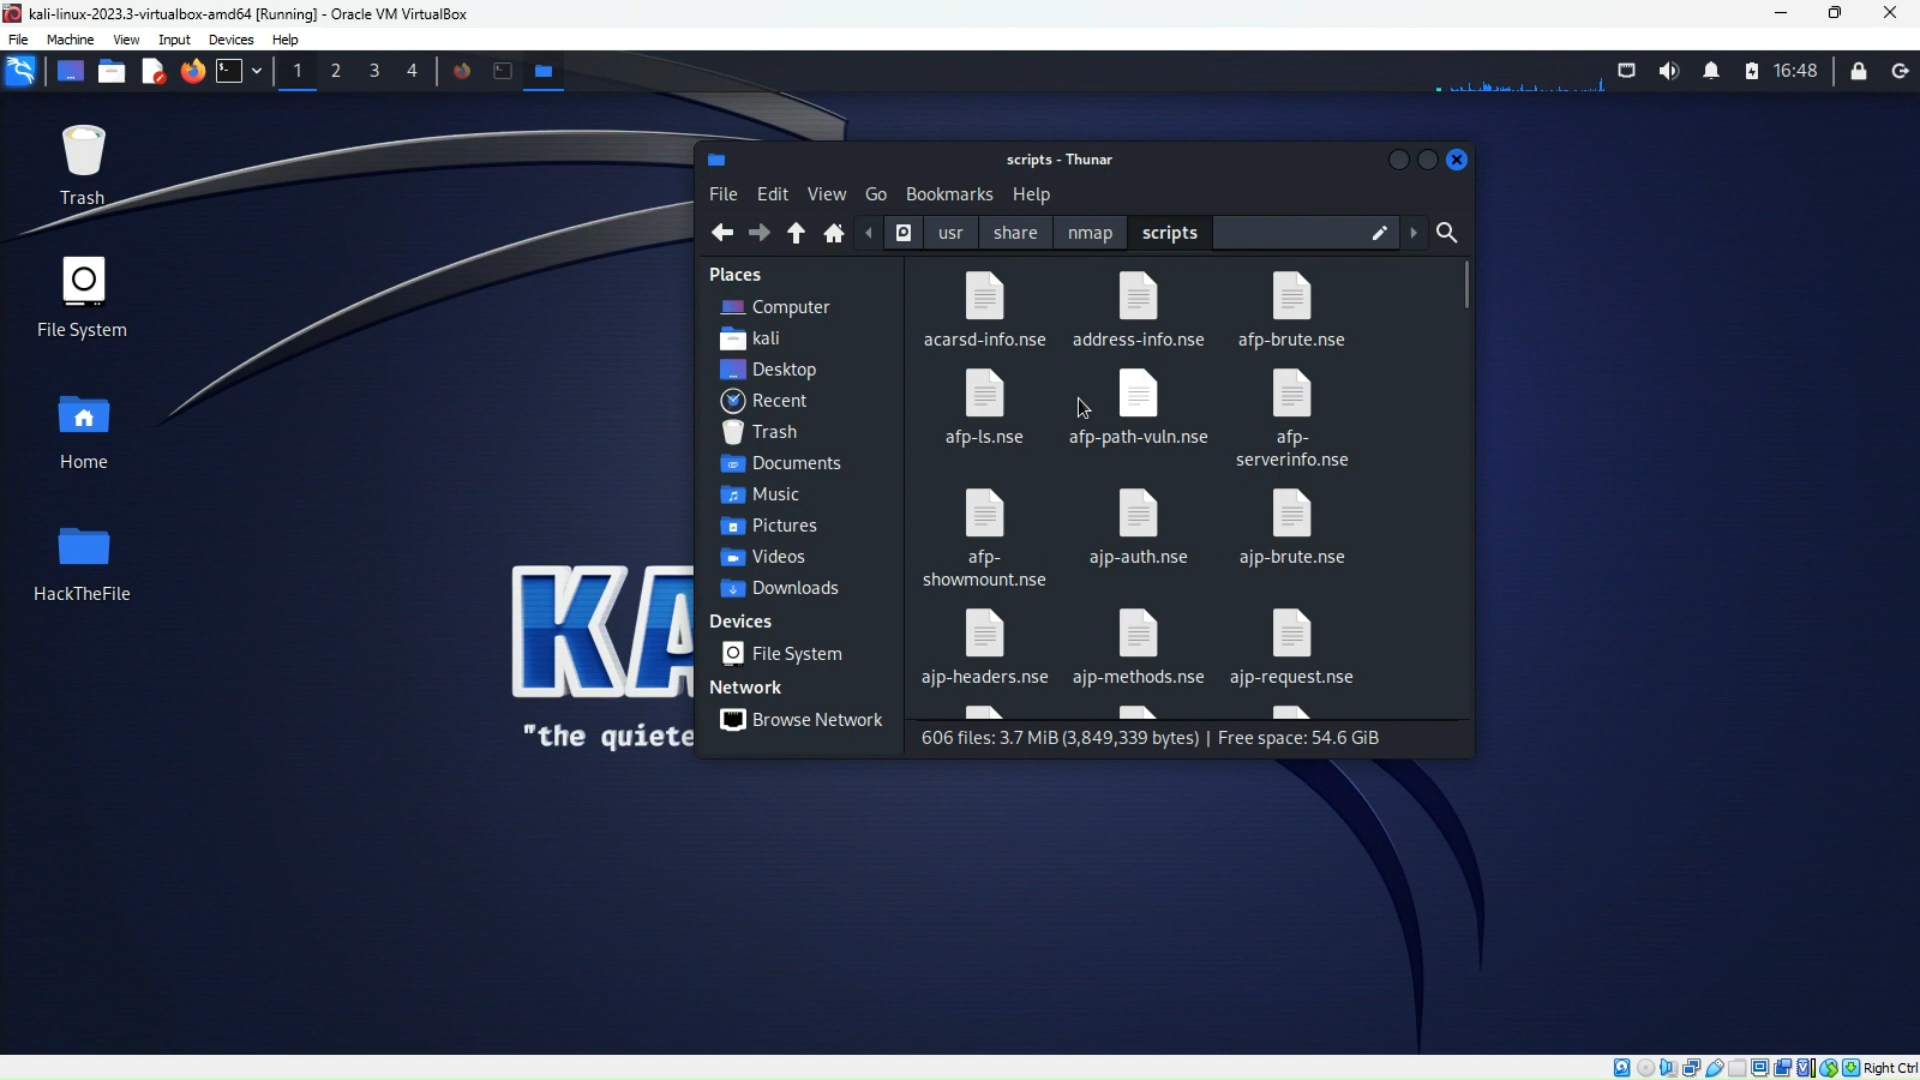 kali-linux-2023.3-virtualbox-amd64 [Running] - Oracle VM VirtualBox
File Machine View Input Devices Help
1 2 3 4 16:48
Trash
File System
Home
HackTheFile
KA
"the quiete
scripts - Thunar
File Edit View Go Bookmarks Help
usr share nmap scripts
Places
Computer
kali
Desktop
Recent
Trash
Documents
Music
Pictures
Videos
Downloads
Devices
File System
Network
Browse Network
acarsd-info.nse address-info.nse afp-brute.nse
afp-ls.nse afp-path-vuln.nse afp-
serverinfo.nse
afp-
showmount.nse
ajp-auth.nse ajp-brute.nse
ajp-headers.nse ajp-methods.nse ajp-request.nse
606 files: 3.7 MiB (3,849,339 bytes) | Free space: 54.6 GiB
Right Ctrl